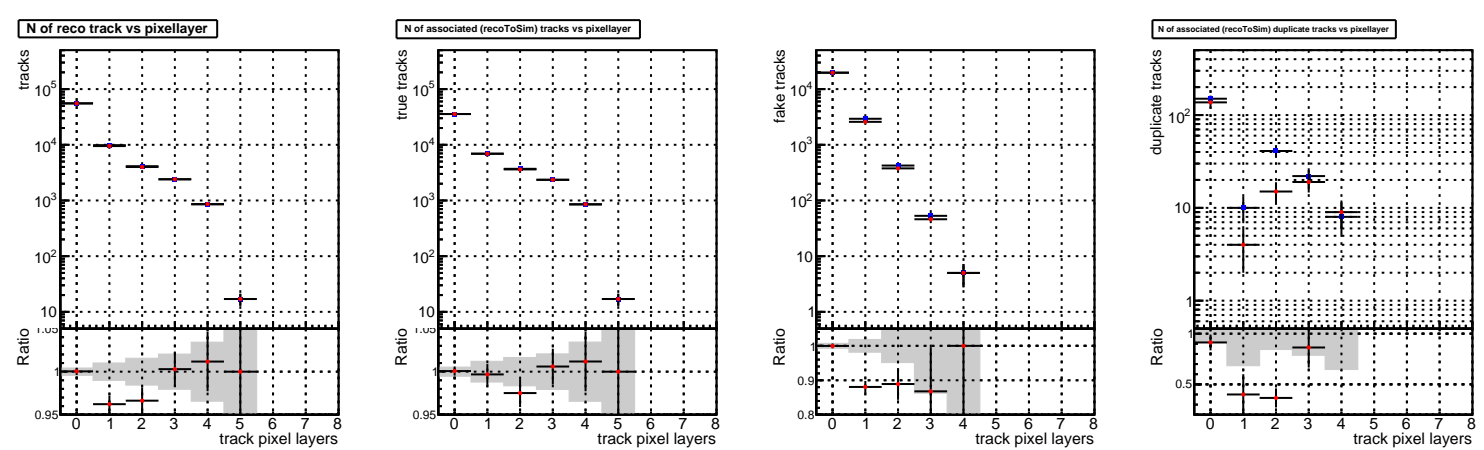 N of reco track vs pixellayer
tracks
10^5
10^4
10^3
10^2
10
Ratio
1.05
1
0.95
0 1 2 3 4 5 6 7 8
track pixel layers
N of associated (recoToSim) tracks vs pixellayer
true tracks
10^5
10^4
10^3
10^2
10
Ratio
1.05
1
0.95
0 1 2 3 4 5 6 7 8
track pixel layers
fake tracks
10^4
10^3
10^2
10
1
Ratio
1
0.9
0.8
0 1 2 3 4 5 6 7 8
track pixel layers
N of associated (recoToSim) duplicate tracks vs pixellayer
duplicate tracks
10^2
10
1
Ratio
1
0.5
0 1 2 3 4 5 6 7 8
track pixel layers